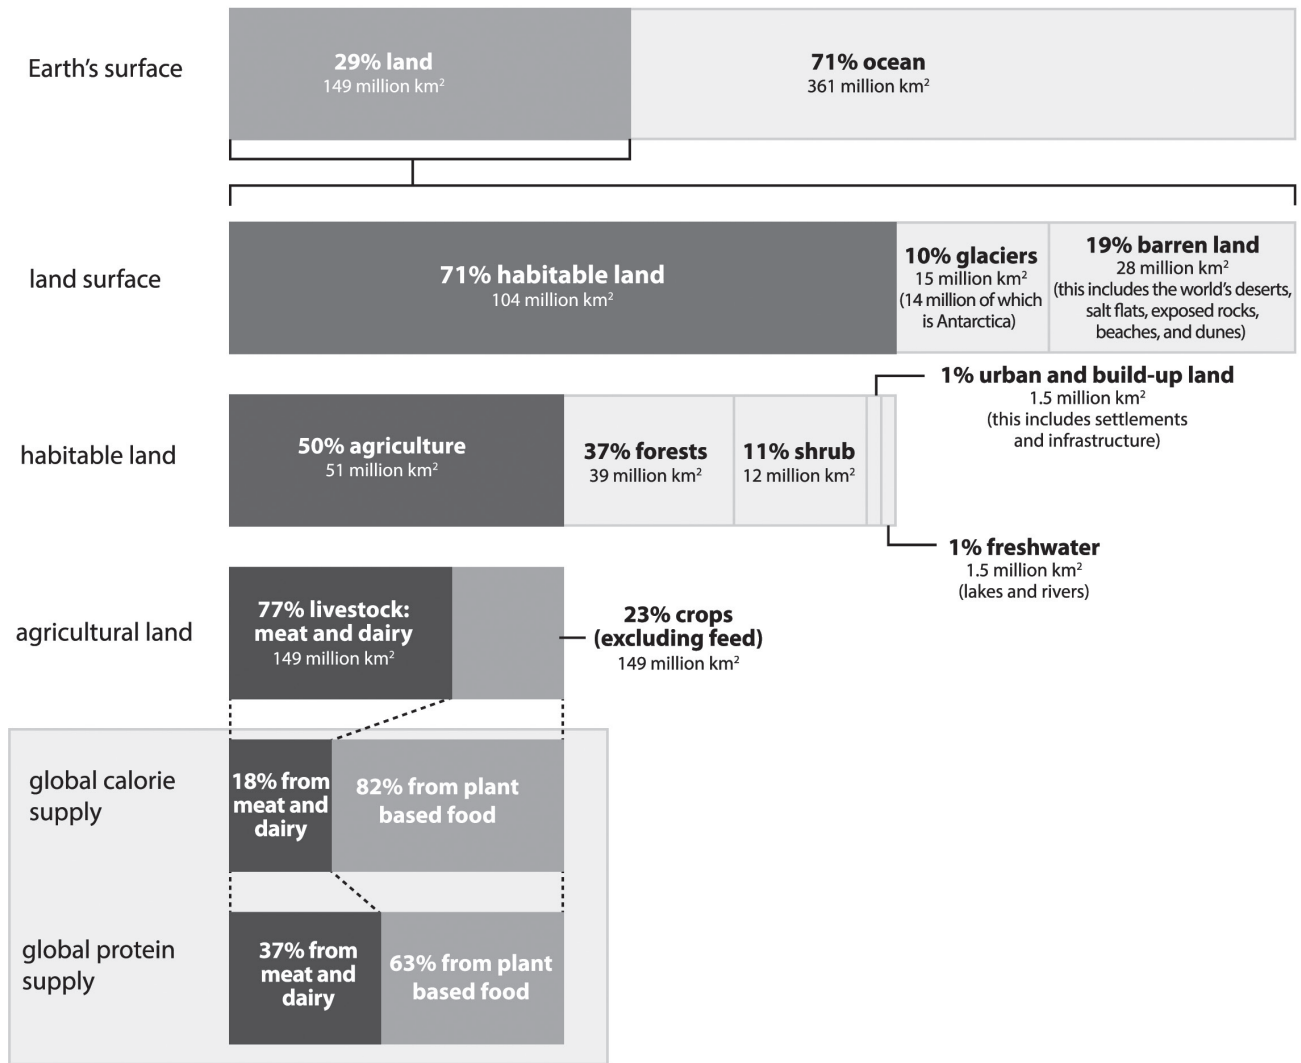 Earth's surface
29% land
149 million km²
71% ocean
361 million km²
land surface
71% habitable land
104 million km²
10% glaciers
15 million km²
(14 million of which
is Antarctica)
19% barren land
28 million km²
(this includes the world's deserts,
salt flats, exposed rocks,
beaches, and dunes)
1% urban and build-up land
1.5 million km²
(this includes settlements
and infrastructure)
habitable land
50% agriculture
51 million km²
37% forests
39 million km²
11% shrub
12 million km²
1% freshwater
1.5 million km²
(lakes and rivers)
agricultural land
77% livestock:
meat and dairy
149 million km²
23% crops
(excluding feed)
149 million km²
global calorie
supply
18% from
meat and
dairy
82% from plant
based food
global protein
supply
37% from
meat and
dairy
63% from plant
based food